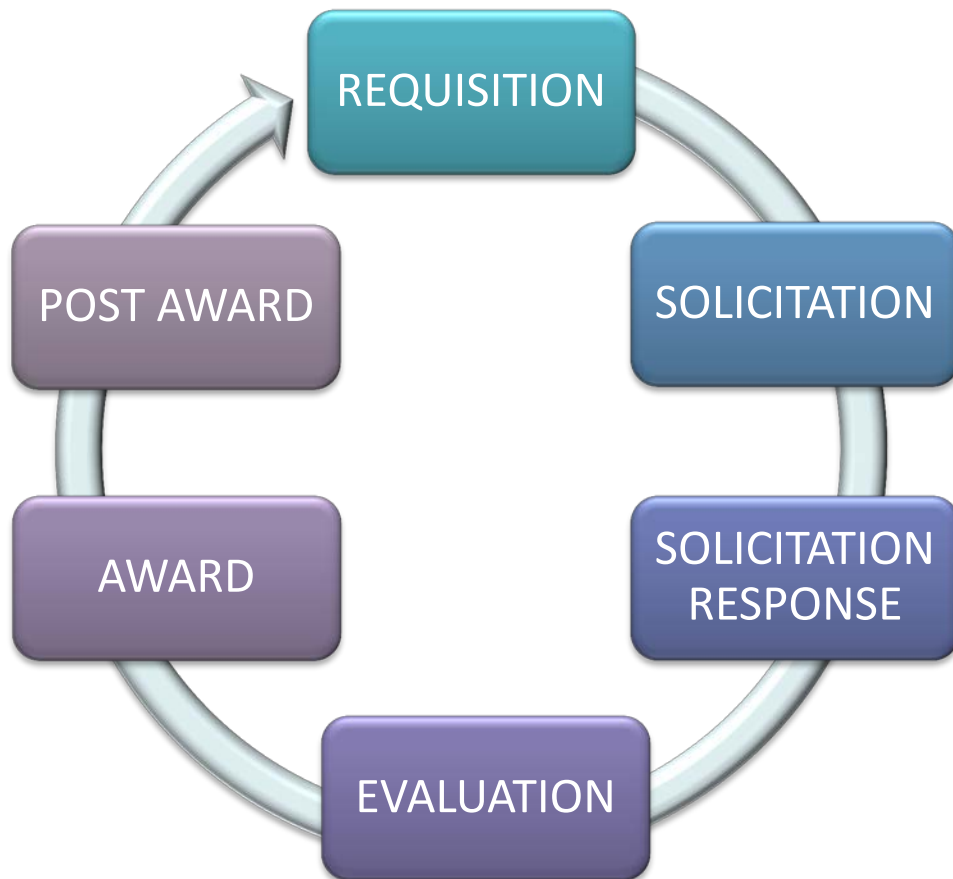 REQUISITION
SOLICITATION
SOLICITATION
RESPONSE
EVALUATION
AWARD
POST AWARD